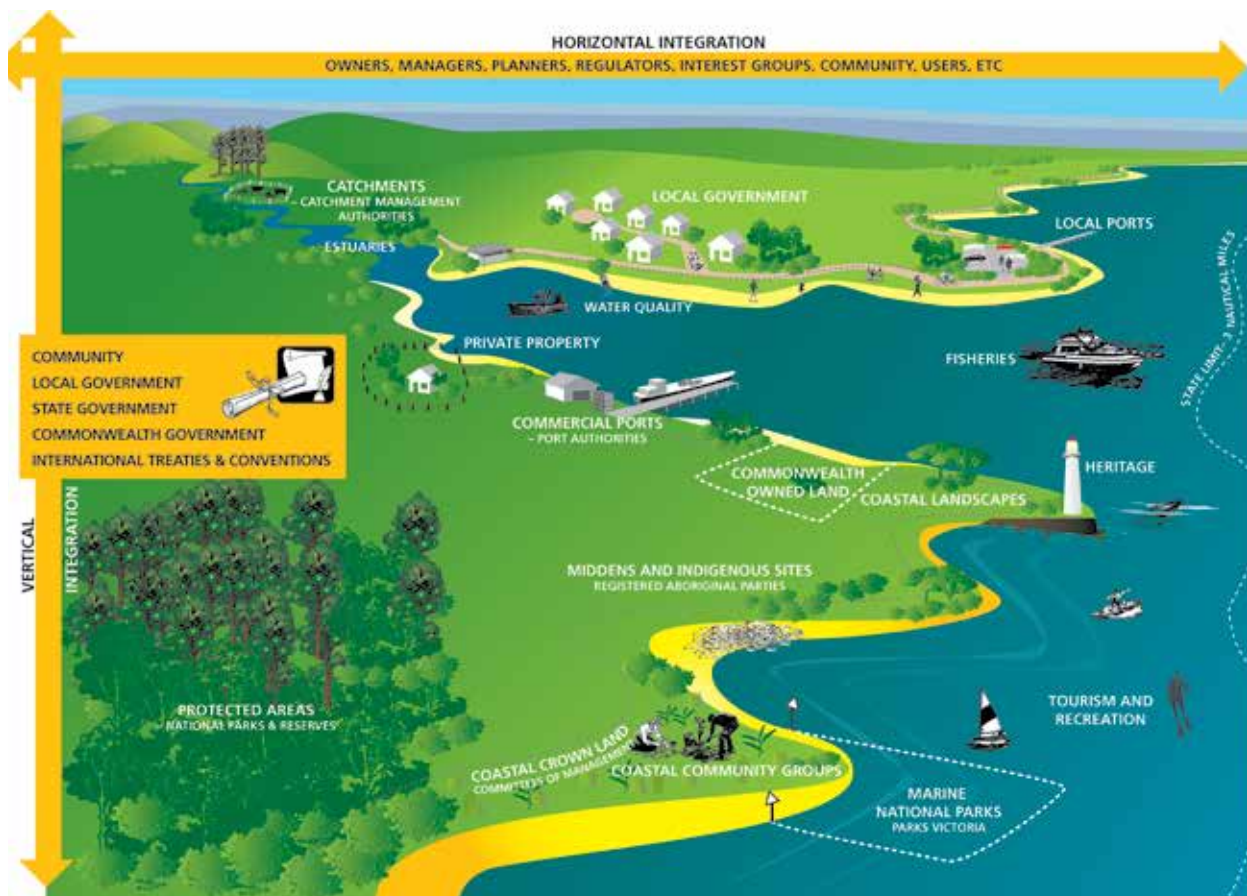 HORIZONTAL INTEGRATION
OWNERS, MANAGERS, PLANNERS, REGULATORS, INTEREST GROUPS, COMMUNITY, USERS, ETC
CATCHMENTS
– CATCHMENT MANAGEMENT
AUTHORITIES
LOCAL GOVERNMENT
LOCAL PORTS
ESTUARIES
STATE LIMIT - 3 NAUTICAL MILES
WATER QUALITY
PRIVATE PROPERTY
FISHERIES
COMMUNITY
LOCAL GOVERNMENT
STATE GOVERNMENT
COMMONWEALTH GOVERNMENT
INTERNATIONAL TREATIES & CONVENTIONS
COMMERCIAL PORTS
– PORT AUTHORITIES
COMMONWEALTH
OWNED LAND
HERITAGE
COASTAL LANDSCAPES
VERTICAL
INTEGRATION
MIDDENS AND INDIGENOUS SITES
REGISTERED ABORIGINAL PARTIES
PROTECTED AREAS
NATIONAL PARKS & RESERVES
TOURISM AND
RECREATION
COASTAL CROWN LAND
COMMITTEES OF MANAGEMENT
COASTAL COMMUNITY GROUPS
MARINE
NATIONAL PARKS
PARKS VICTORIA